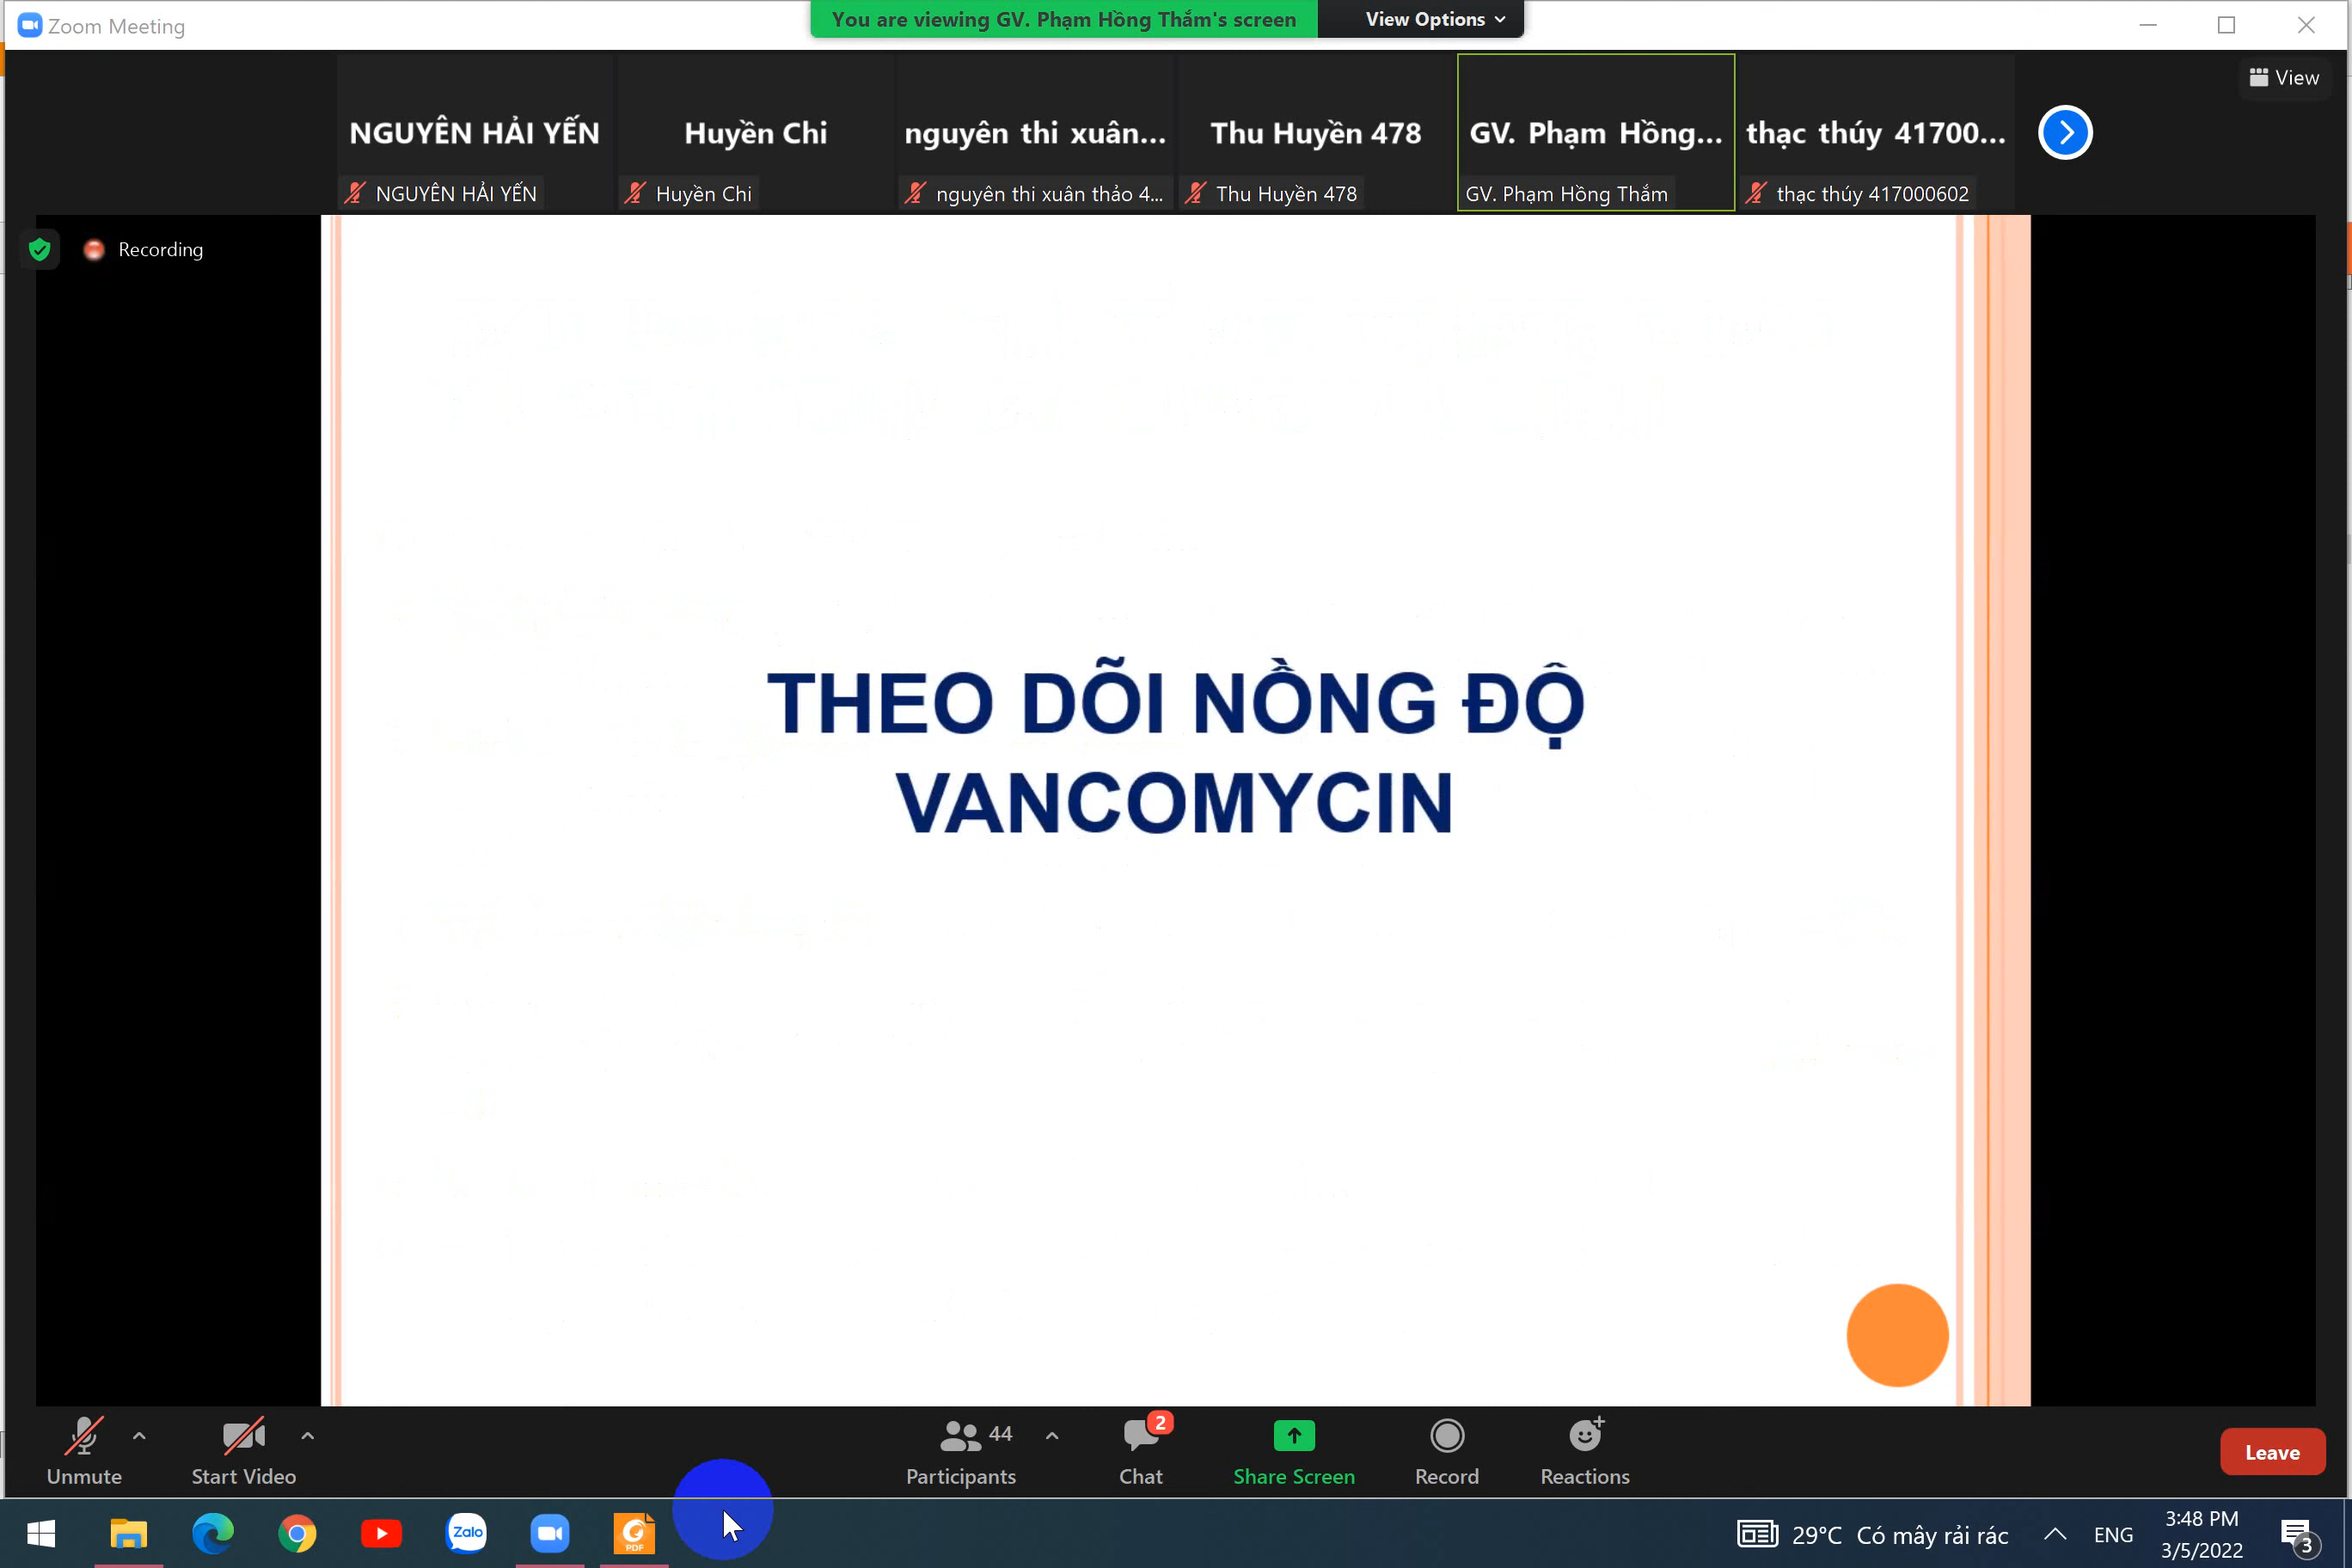 Zoom Meeting
You are viewing GV. Phạm Hồng Thắm's screen
View Options
View
NGUYÊN HẢI YẾN
Huyền Chi
nguyên thi xuân...
Thu Huyền 478
GV. Phạm Hồng...
thạc thúy 41700...
NGUYÊN HẢI YẾN
Huyền Chi
nguyên thi xuân thảo 4...
Thu Huyền 478
GV. Phạm Hồng Thắm
thạc thúy 417000602
Recording
THEO DÕI NỒNG ĐỘ
VANCOMYCIN
Unmute
Start Video
44
Participants
2
Chat
Share Screen
Record
Reactions
Leave
Zalo
PDF
29°C Có mây rải rác
ENG
3:48 PM
3/5/2022
3